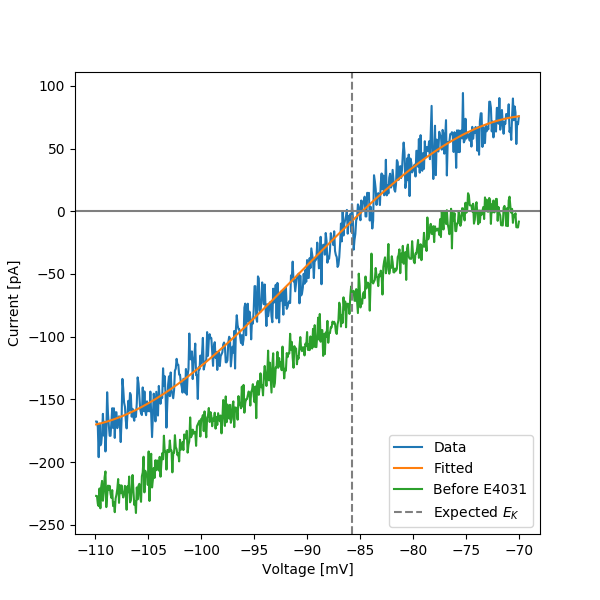 100
50
0
−50
−100
−150
−200
−250
Current [pA]
Data
Fitted
Before E4031
Expected $E_K$
−110
−105
−100
−95
−90
−85
−80
−75
−70
Voltage [mV]